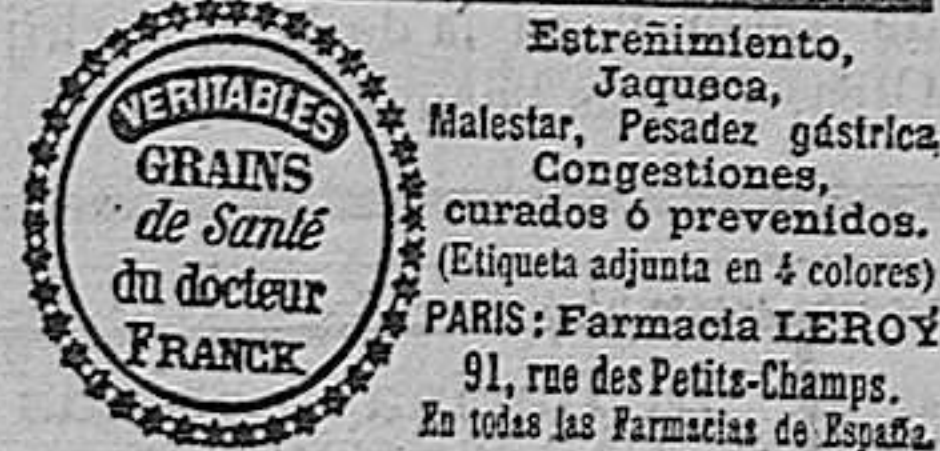 VERITABLES
GRAINS
de Santé
du docteur
FRANCK
Estreñimiento,
Jaqueca,
Malestar, Pesadez gástrica,
Congestiones,
curados ó prevenidos.
(Etiqueta adjunta en 4 colores)
PARIS: Farmacia LEROY
91, rue des Petits-Champs.
En todas las Farmacias de España.